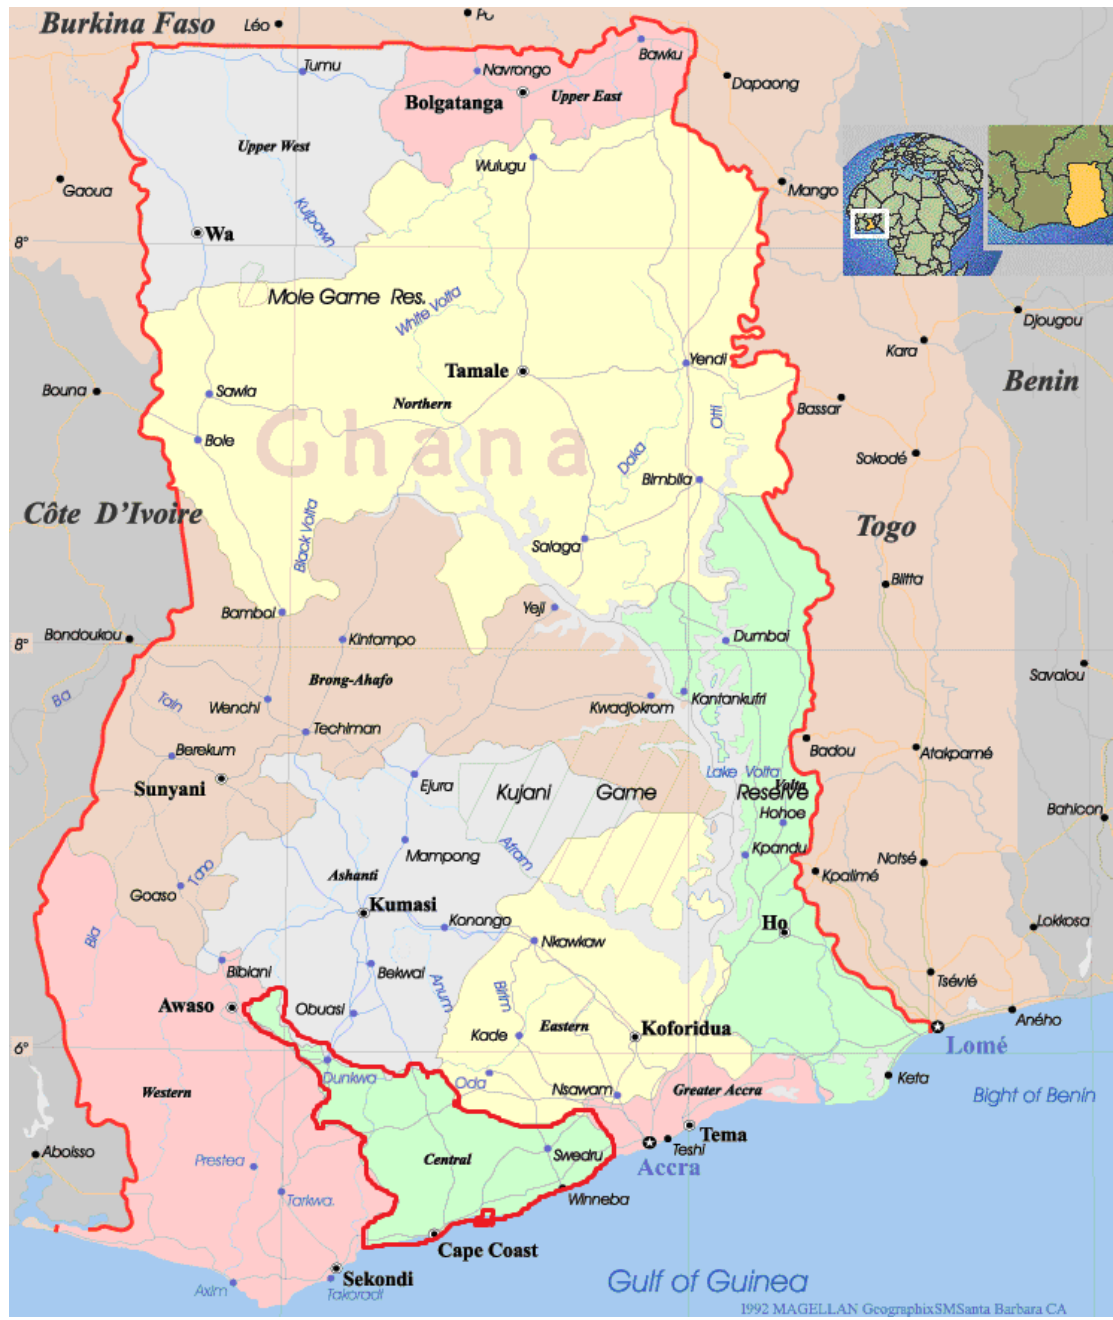 Burkina Faso
Léo
Po
Tumu
Navrongo
Bawku
Bolgatanga
Upper East
Dapaong
Upper West
Wulugu
Gaoua
Mango
Kulpawn
Wa
8°
Mole Game Res.
White Volta
Djougou
Kara
Yendi
Tamale
Benin
Bouna
Sawla
Northern
Bassar
Otti
Ghana
Bole
Daka
Sokodé
Bimbila
Côte D'Ivoire
Black Volta
Togo
Salaga
Blitta
Yeji
Bamboi
Bondoukou
8°
Kintampo
Dumbai
Savalou
Brong-Ahafo
Ba
Tain
Wenchi
Kwadjokrom
Kantankufri
Techiman
Berekum
Badou
Atakpamé
Sunyani
Lake Volta
Ejura
Kujani Game Reserve
Volta
Hohoe
Bahicon
Mampong
Afram
Kpandu
Notsé
Tano
Ashanti
Kpalimé
Goaso
Kumasi
Konongo
Ho
Lokkosa
Bia
Nkawkaw
Bibiani
Bekwai
Anum
Birim
Tsévié
Awaso
Obuasi
Eastern
Koforidua
Aného
Kade
6°
Lomé
Dunkwa
Oda
Keta
Western
Nsawam
Greater Accra
Bight of Benin
Tema
Aboisso
Teshi
Central
Swedru
Accra
Prestea
Tarkwa.
Winneba
Cape Coast
Sekondi
Axim
Takoradi
Gulf of Guinea
1992 MAGELLAN GeographixSMSanta Barbara CA